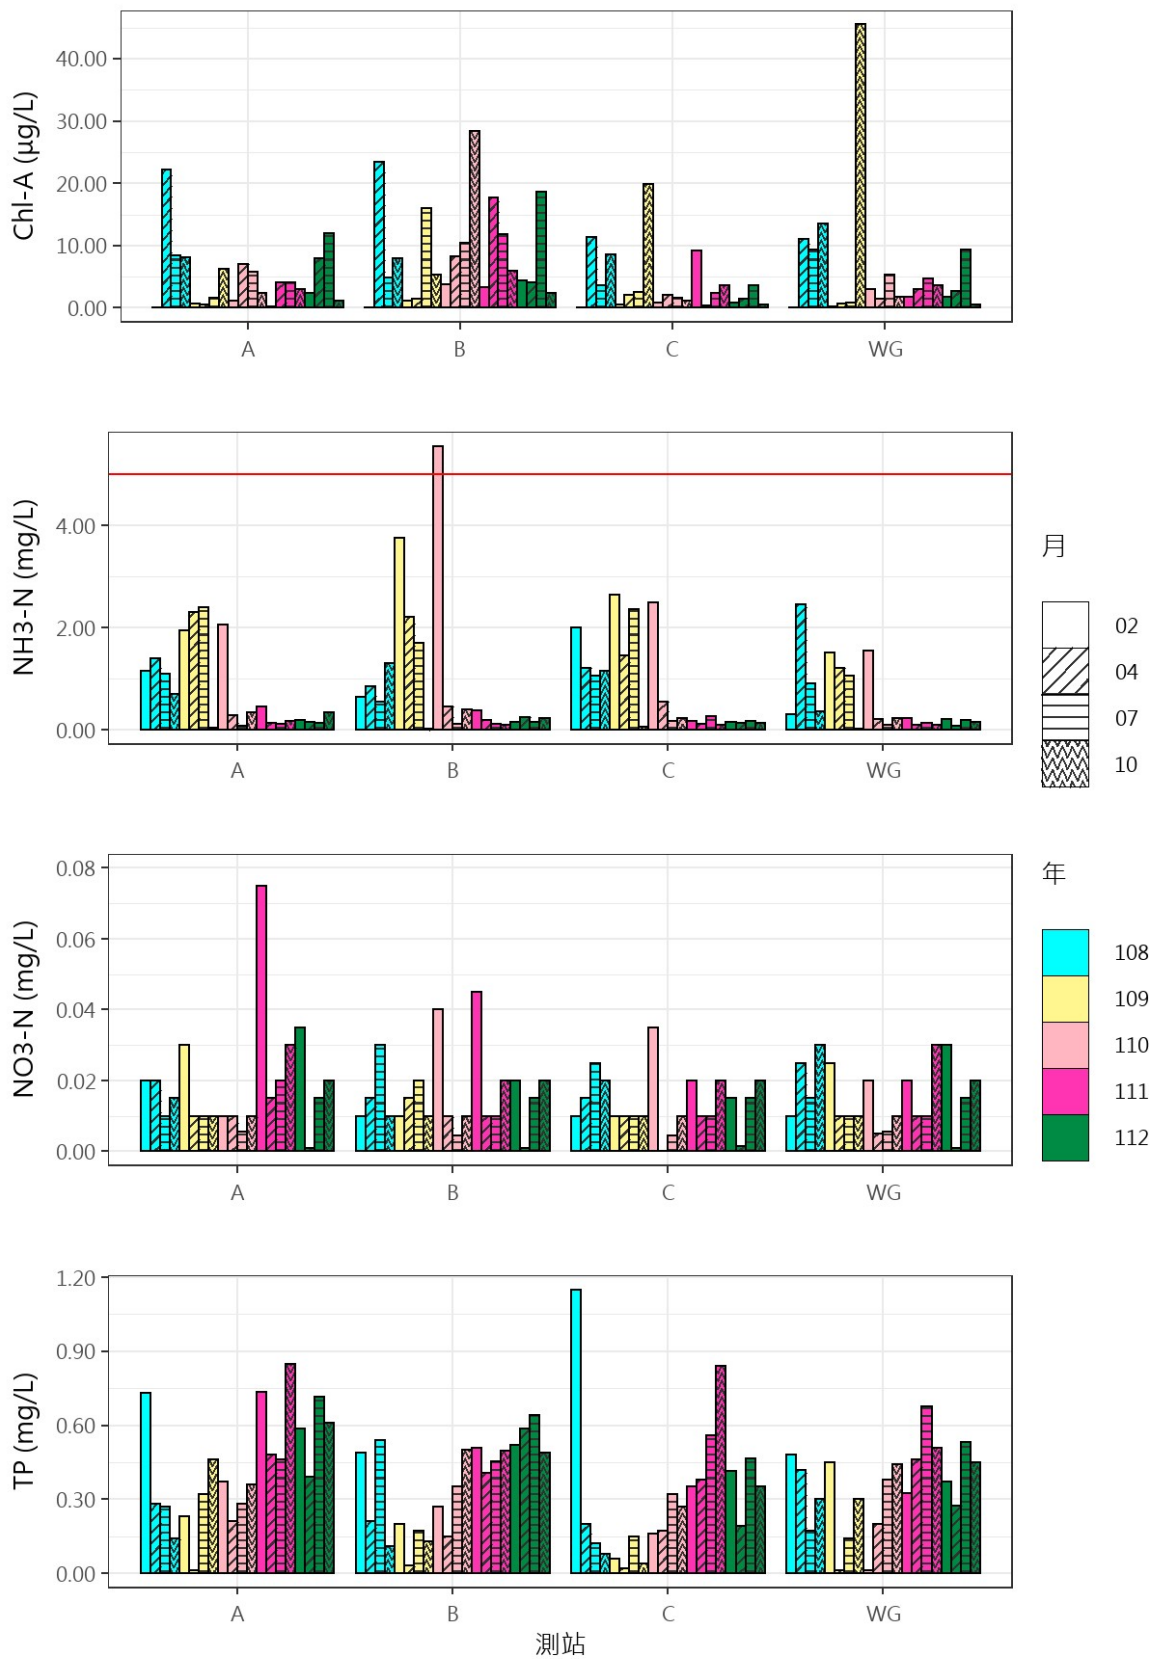 Chl-A (µg/L)
40.00
30.00
20.00
10.00
0.00
A B C WG
NH3-N (mg/L)
4.00
2.00
0.00
A B C WG
月
02
04
07
10
NO3-N (mg/L)
0.08
0.06
0.04
0.02
0.00
A B C WG
年
108
109
110
111
112
TP (mg/L)
1.20
0.90
0.60
0.30
0.00
A B C WG
測站